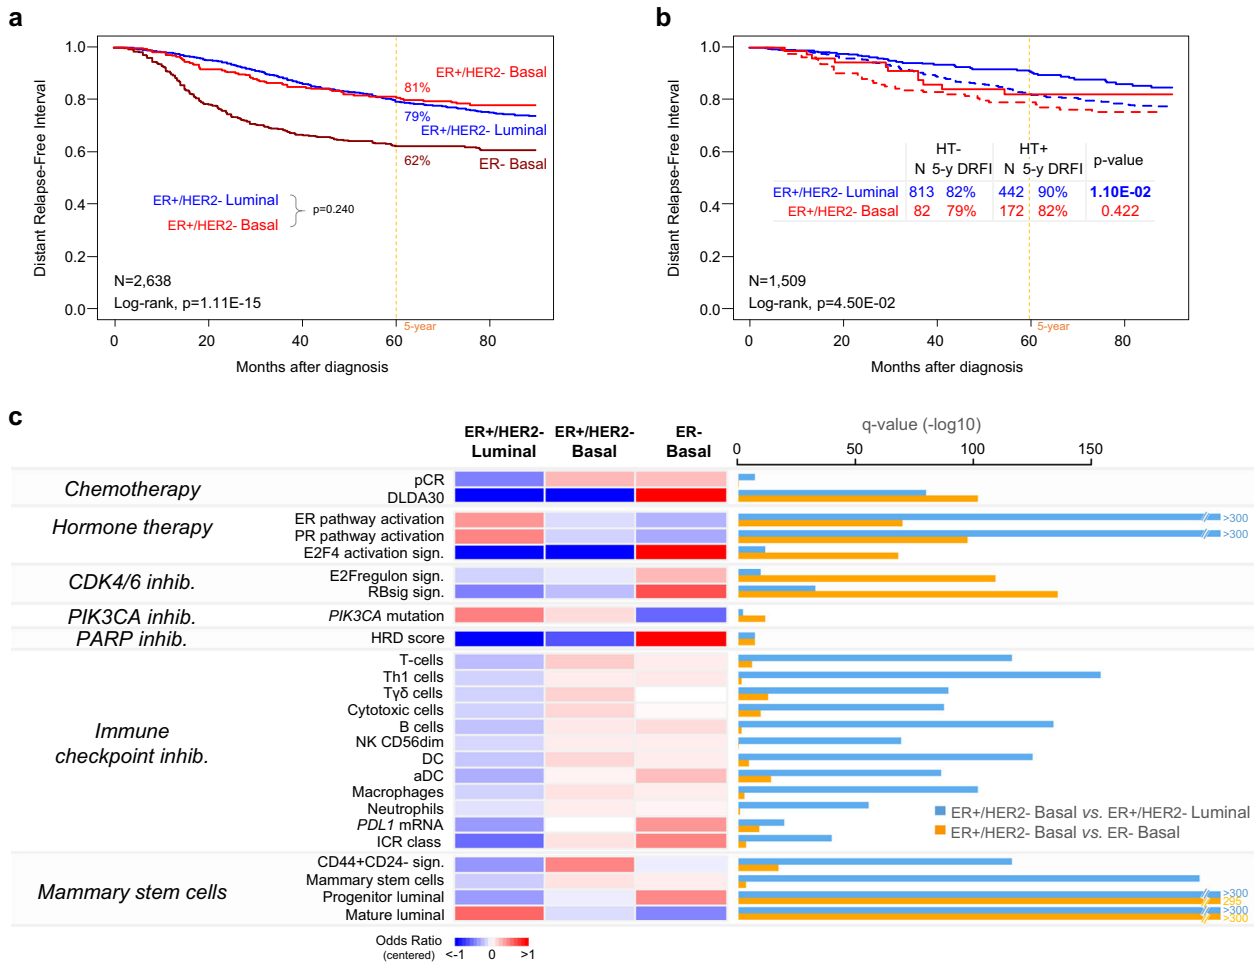 a
Distant Relapse-Free Interval
1.0
0.8
0.6
0.4
0.2
0.0
ER+/HER2- Basal
81%
79%
ER+/HER2- Luminal
62%
ER- Basal
ER+/HER2- Luminal
ER+/HER2- Basal
p=0.240
N=2,638
Log-rank, p=1.11E-15
5-year
0 20 40 60 80
Months after diagnosis
b
Distant Relapse-Free Interval
1.0
0.8
0.6
0.4
0.2
0.0
HT- HT+
N 5-y DRFI N 5-y DRFI p-value
ER+/HER2- Luminal 813 82% 442 90% 1.10E-02
ER+/HER2- Basal 82 79% 172 82% 0.422
N=1,509
Log-rank, p=4.50E-02
5-year
0 20 40 60 80
Months after diagnosis
c
ER+/HER2- Luminal
ER+/HER2- Basal
ER- Basal
q-value (-log10)
0 50 100 150
Chemotherapy
pCR
DLDA30
Hormone therapy
ER pathway activation >300
PR pathway activation >300
E2F4 activation sign.
CDK4/6 inhib.
E2Fregulon sign.
RBsig sign.
PIK3CA inhib.
PIK3CA mutation
PARP inhib.
HRD score
Immune
checkpoint inhib.
T-cells
Th1 cells
Tγδ cells
Cytotoxic cells
B cells
NK CD56dim
DC
aDC
Macrophages
Neutrophils
PDL1 mRNA
ICR class
ER+/HER2- Basal vs. ER+/HER2- Luminal
ER+/HER2- Basal vs. ER- Basal
Mammary stem cells
CD44+CD24- sign.
Mammary stem cells
Progenitor luminal >300
295
Mature luminal >300
>300
Odds Ratio
(centered)
<-1 0 >1